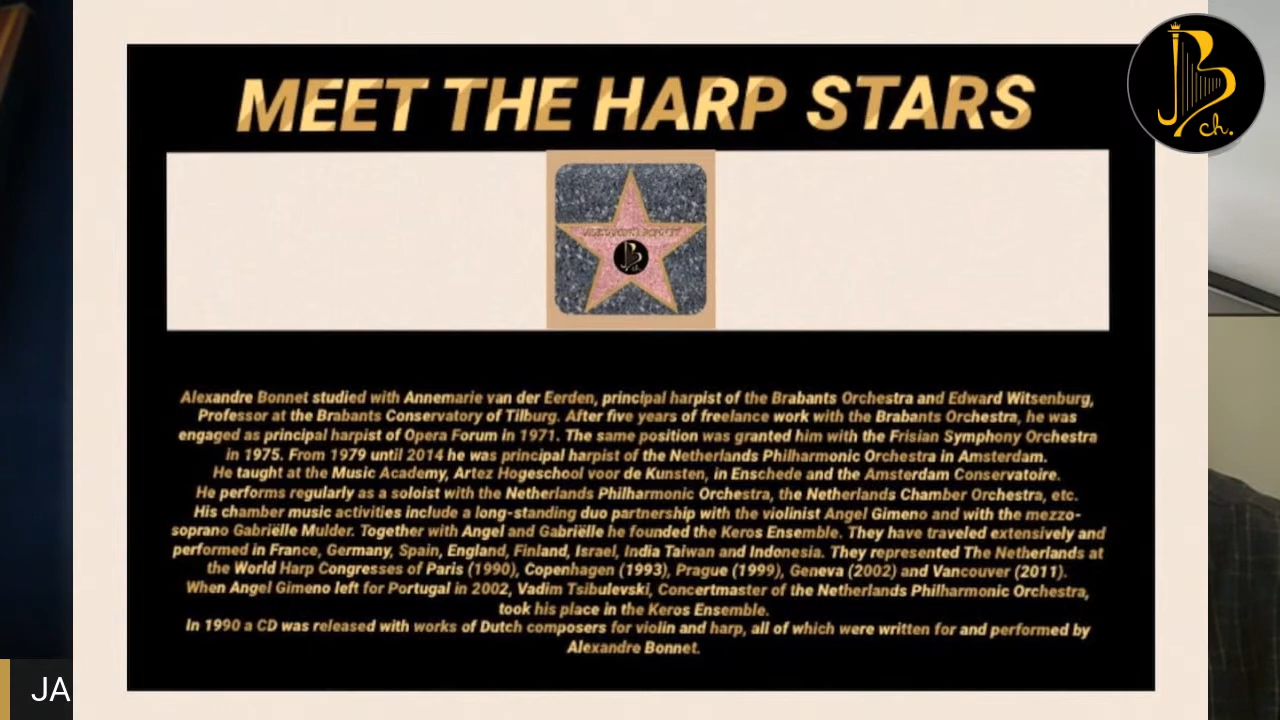 MEET THE HARP STARS
ch.
Alexandre Bonnet studied with Annemarie van der Eerden, principal harpist of the Brabants Orchestra and Edward Witsenburg,
Professor at the Brabants Conservatory of Tilburg. After five years of freelance work with the Brabants Orchestra, he was
engaged as principal harpist of Opera Forum in 1971. The same position was granted him with the Frisian Symphony Orchestra
in 1975. From 1979 until 2014 he was principal harpist of the Netherlands Philharmonic Orchestra in Amsterdam.
He taught at the Music Academy, Artez Hogeschool voor de Kunsten, in Enschede and the Amsterdam Conservatoire.
He performs regularly as a soloist with the Netherlands Philharmonic Orchestra, the Netherlands Chamber Orchestra, etc.
His chamber music activities include a long-standing duo partnership with the violinist Angel Gimeno and with the mezzo-
soprano Gabriëlle Mulder. Together with Angel and Gabriëlle he founded the Keros Ensemble. They have traveled extensively and
performed in France, Germany, Spain, England, Finland, Israel, India Taiwan and Indonesia. They represented The Netherlands at
the World Harp Congresses of Paris (1990), Copenhagen (1993), Prague (1999), Geneva (2002) and Vancouver (2011).
When Angel Gimeno left for Portugal in 2002, Vadim Tsibulevski, Concertmaster of the Netherlands Philharmonic Orchestra,
took his place in the Keros Ensemble.
In 1990 a CD was released with works of Dutch composers for violin and harp, all of which were written for and performed by
Alexandre Bonnet.
JA